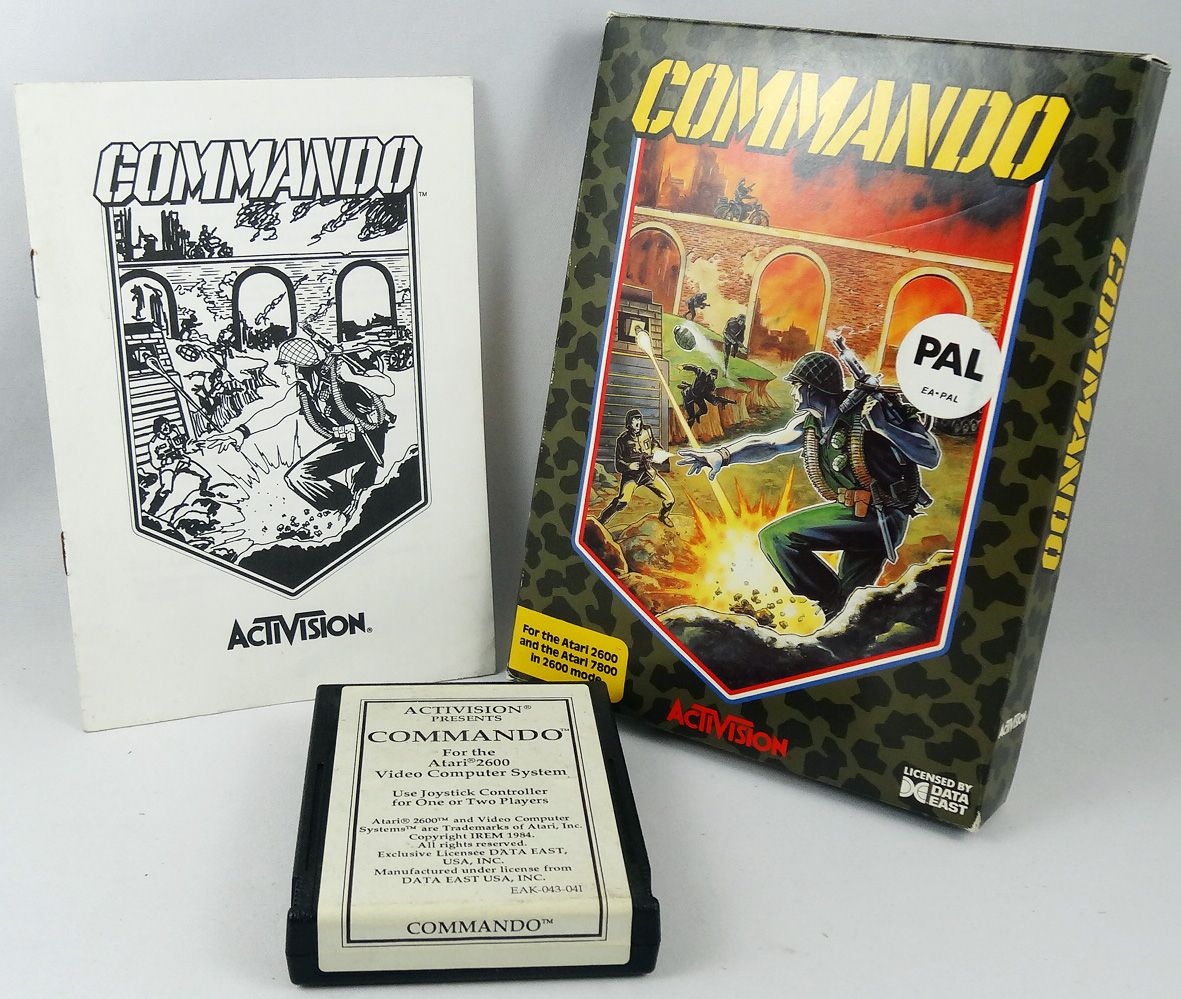 COMMANDO™
ACTIVISION®
COMMANDO
PAL
EA-PAL
For the Atari 2600
and the Atari 7800
in 2600 mode
ACTIVISION
LICENSED BY
DATA
EAST
COMMANDO
ACTIVISION
ACTIVISION®
PRESENTS
COMMANDO™
For the
Atari®2600
Video Computer System
Use Joystick Controller
for One or Two Players
Atari® 2600™ and Video Computer
Systems™ are Trademarks of Atari, Inc.
Copyright IREM 1984.
All rights reserved.
Exclusive Licensee DATA EAST,
USA, INC.
Manufactured under license from
DATA EAST USA, INC.
EAK-043-04I
COMMANDO™